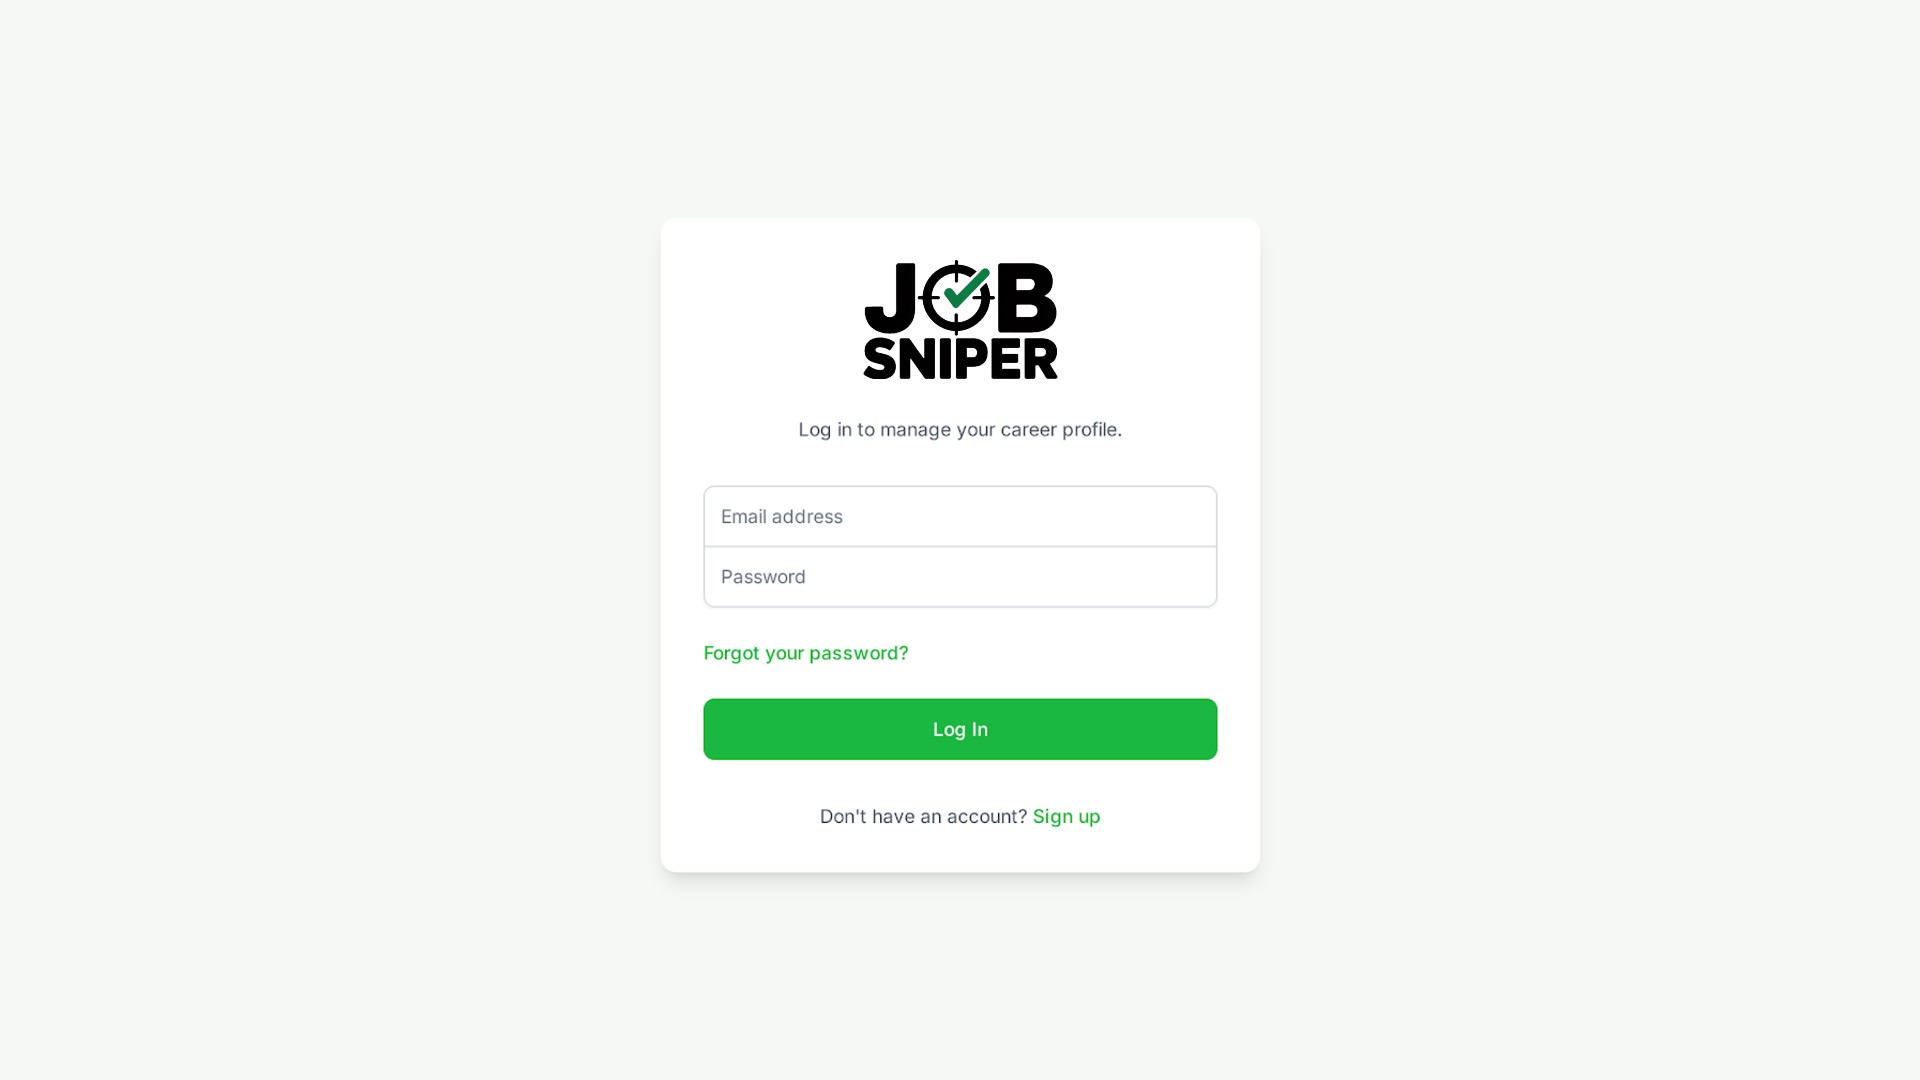 JOB
SNIPER
Log in to manage your career profile.
Email address
Password
Forgot your password?
Log In
Don't have an account? Sign up